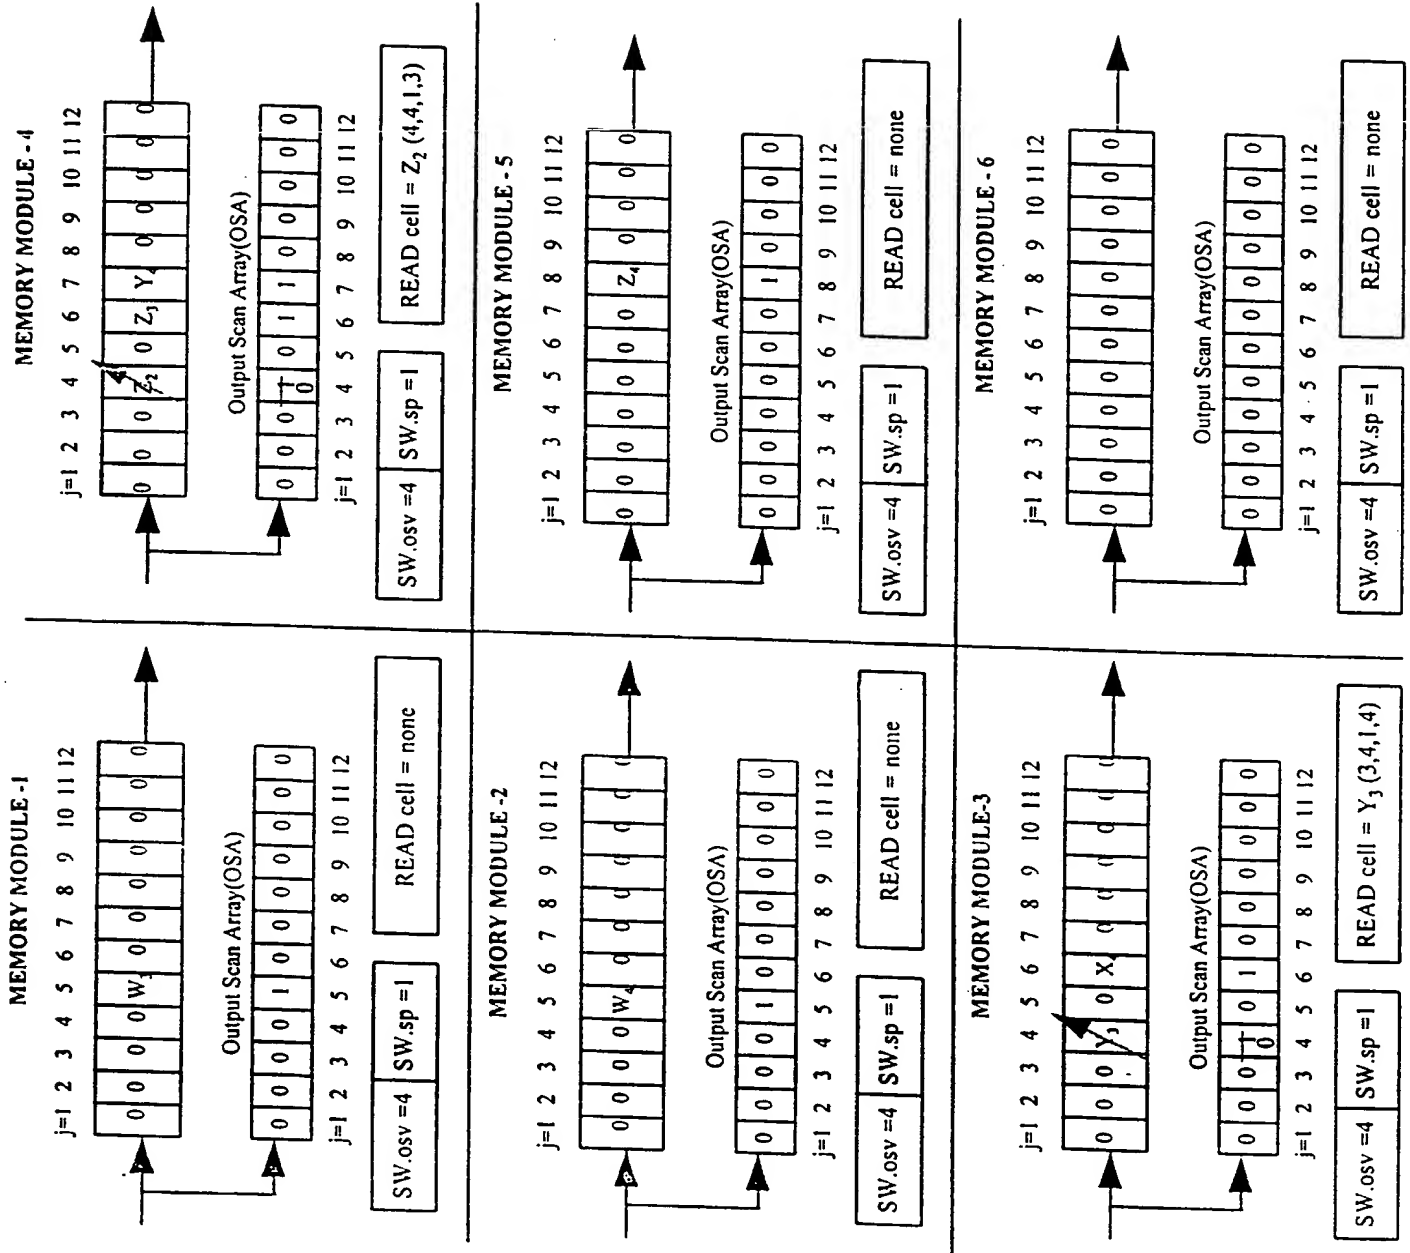 MEMORY MODULE -1
j=1 2 3 4 5 6 7 8 9 10 11 12
0 0 0 0 W3 0 0 0 0 0 0 0
Output Scan Array(OSA)
0 0 0 0 1 0 0 0 0 0 0 0
j=1 2 3 4 5 6 7 8 9 10 11 12
SW.osv =4 SW.sp =1
READ cell = none
MEMORY MODULE - 4
j=1 2 3 4 5 6 7 8 9 10 11 12
0 0 0 Z2 0 Z3 Y4 0 0 0 0 0
Output Scan Array(OSA)
0 0 0 1 0 1 1 0 0 0 0 0
0
j=1 2 3 4 5 6 7 8 9 10 11 12
SW.osv =4 SW.sp =1
READ cell = Z2 (4,4,1,3)
MEMORY MODULE -2
j=1 2 3 4 5 6 7 8 9 10 11 12
0 0 0 0 W4 0 0 0 0 0 0 0
Output Scan Array(OSA)
0 0 0 0 1 0 0 0 0 0 0 0
j=1 2 3 4 5 6 7 8 9 10 11 12
SW.osv =4 SW.sp =1
READ cell = none
MEMORY MODULE - 5
j=1 2 3 4 5 6 7 8 9 10 11 12
0 0 0 0 0 0 0 Z4 0 0 0 0
Output Scan Array(OSA)
0 0 0 0 0 0 0 1 0 0 0 0
j=1 2 3 4 5 6 7 8 9 10 11 12
SW.osv =4 SW.sp =1
READ cell = none
MEMORY MODULE-3
j=1 2 3 4 5 6 7 8 9 10 11 12
0 0 0 Y3 0 X4 0 0 0 0 0 0
Output Scan Array(OSA)
0 0 0 1 0 1 0 0 0 0 0 0
0
j=1 2 3 4 5 6 7 8 9 10 11 12
SW.osv =4 SW.sp =1
READ cell = Y3 (3,4,1,4)
MEMORY MODULE - 6
j=1 2 3 4 5 6 7 8 9 10 11 12
0 0 0 0 0 0 0 0 0 0 0 0
Output Scan Array(OSA)
0 0 0 0 0 0 0 0 0 0 0 0
j=1 2 3 4 5 6 7 8 9 10 11 12
SW.osv =4 SW.sp =1
READ cell = none